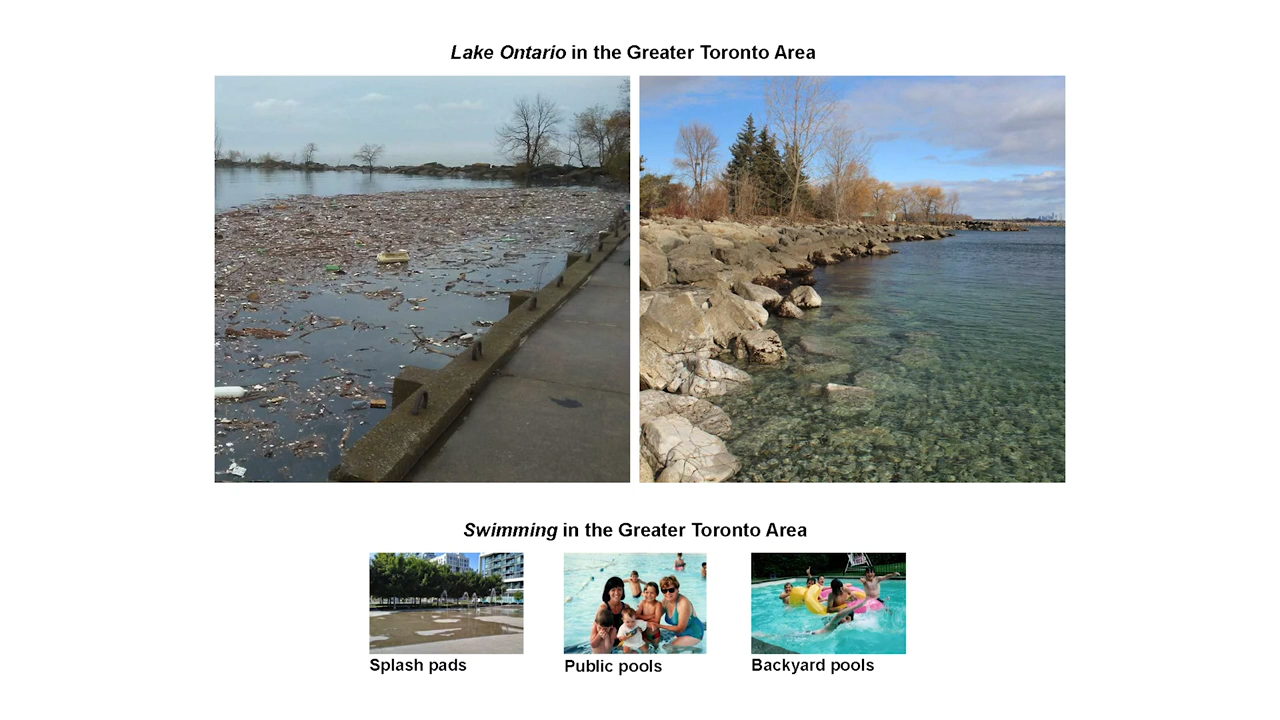 Lake Ontario in the Greater Toronto Area
Swimming in the Greater Toronto Area
Splash pads
Public pools
Backyard pools